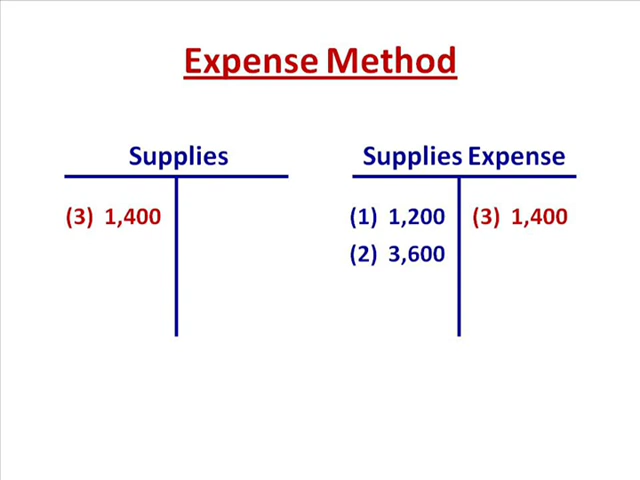 Expense Method
Supplies
(3) 1,400
Supplies Expense
(1) 1,200 (3) 1,400
(2) 3,600